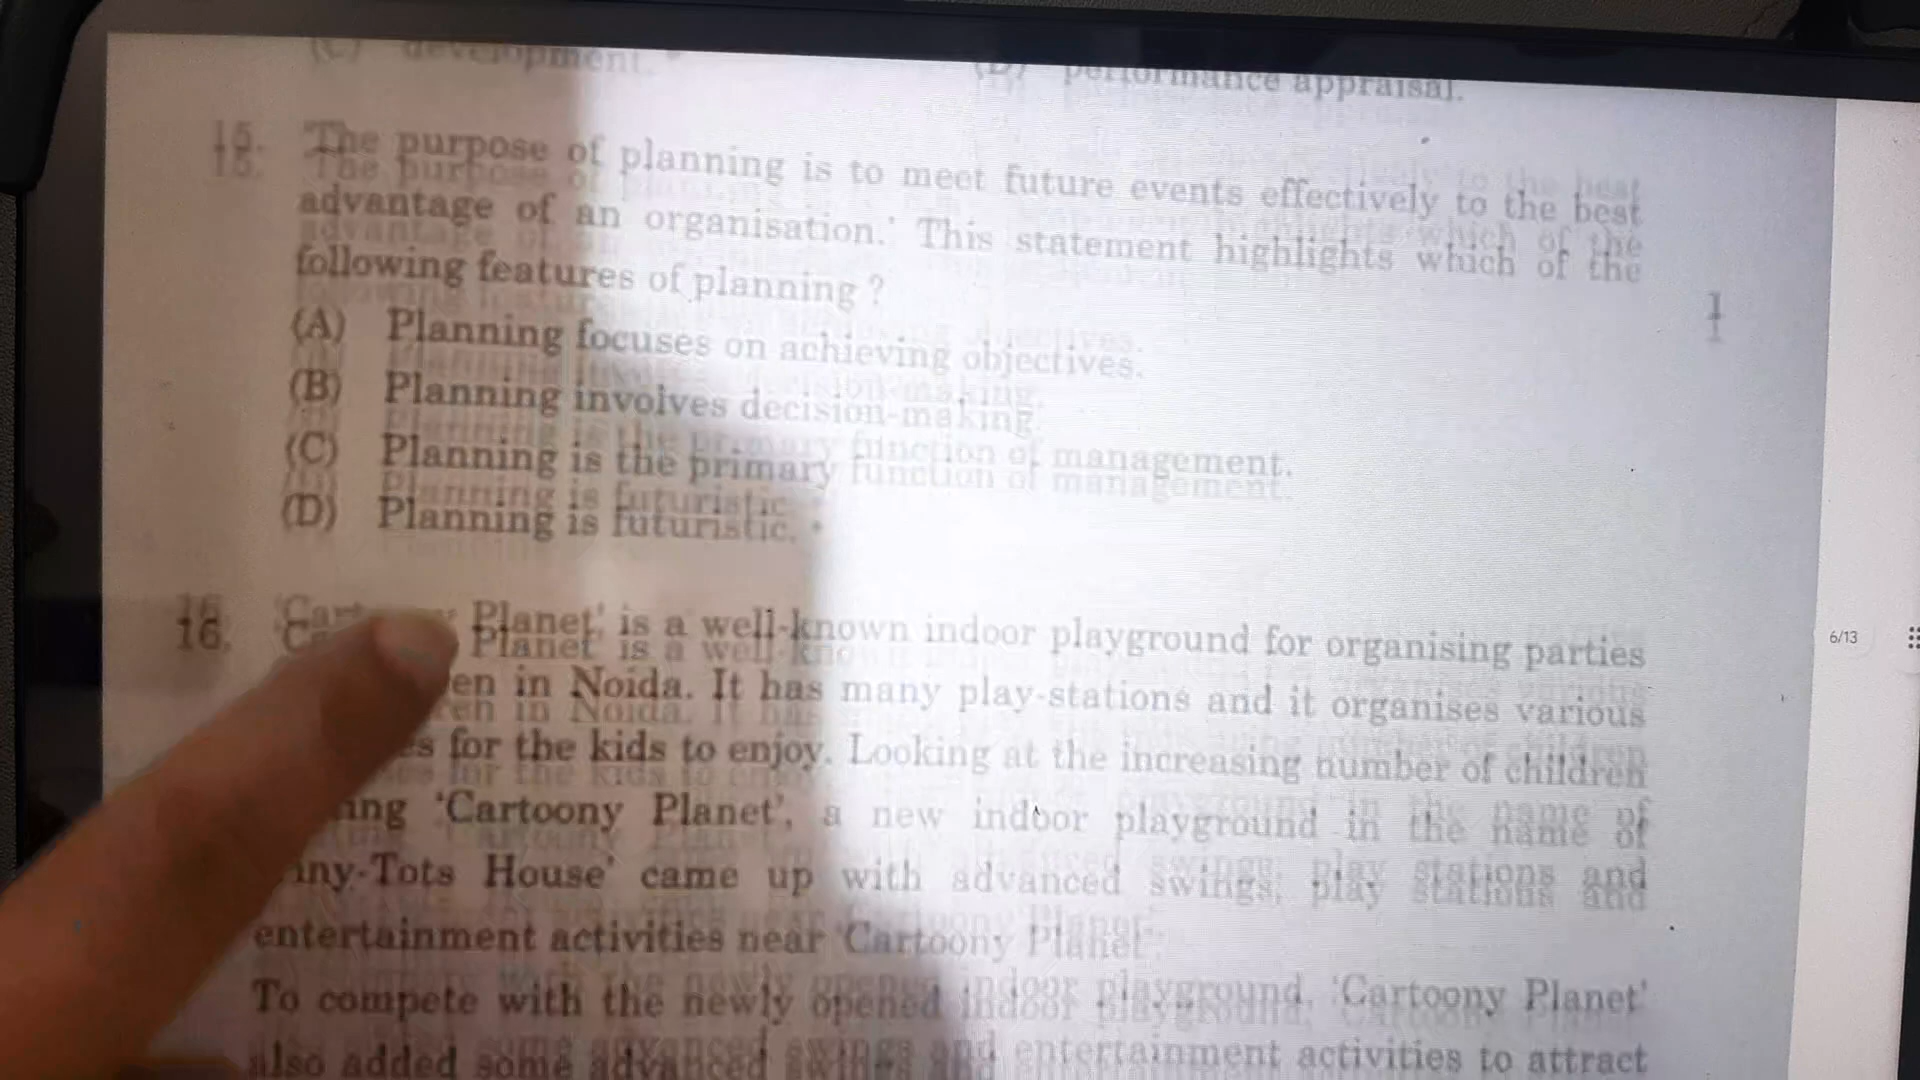 (C) development.
(D) performance appraisal.
15. 'The purpose of planning is to meet future events effectively to the best
advantage of an organisation.' This statement highlights which of the
following features of planning ?
1
(A) Planning focuses on achieving objectives.
(B) Planning involves decision-making.
(C) Planning is the primary function of management.
(D) Planning is futuristic.
16. Planet' is a well-known indoor playground for organising parties
in Noida. It has many play-stations and it organises various
for the kids to enjoy. Looking at the increasing number of children
'Cartoony Planet', a new indoor playground in the name of
House' came up with advanced swings, play stations and
entertainment activities near 'Cartoony Planet'.
To compete with the newly opened indoor playground, 'Cartoony Planet'
also added some advanced swings and entertainment activities to attract
6/13